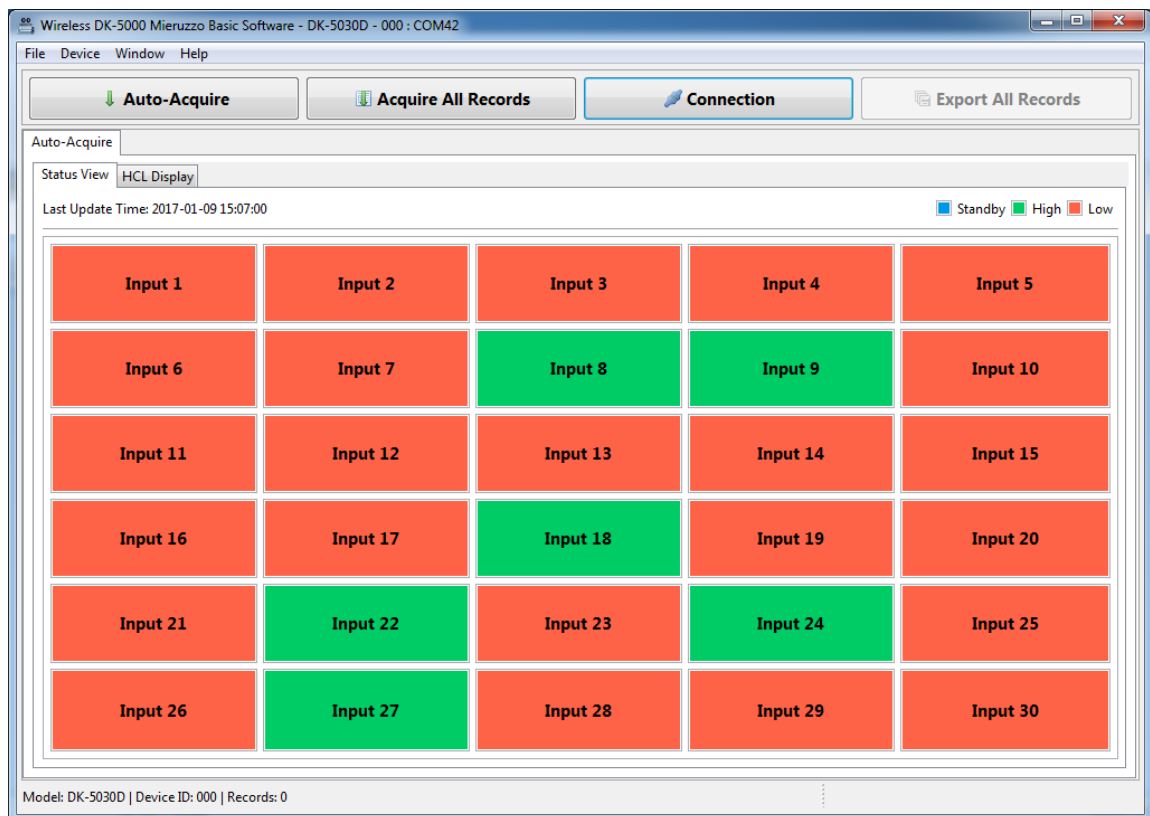 Wireless DK-5000 Mieruzzo Basic Software - DK-5030D - 000 : COM42
File Device Window Help
Auto-Acquire Acquire All Records Connection Export All Records
Auto-Acquire
Status View HCL Display
Last Update Time: 2017-01-09 15:07:00 Standby High Low
Input 1 Input 2 Input 3 Input 4 Input 5
Input 6 Input 7 Input 8 Input 9 Input 10
Input 11 Input 12 Input 13 Input 14 Input 15
Input 16 Input 17 Input 18 Input 19 Input 20
Input 21 Input 22 Input 23 Input 24 Input 25
Input 26 Input 27 Input 28 Input 29 Input 30
Model: DK-5030D | Device ID: 000 | Records: 0